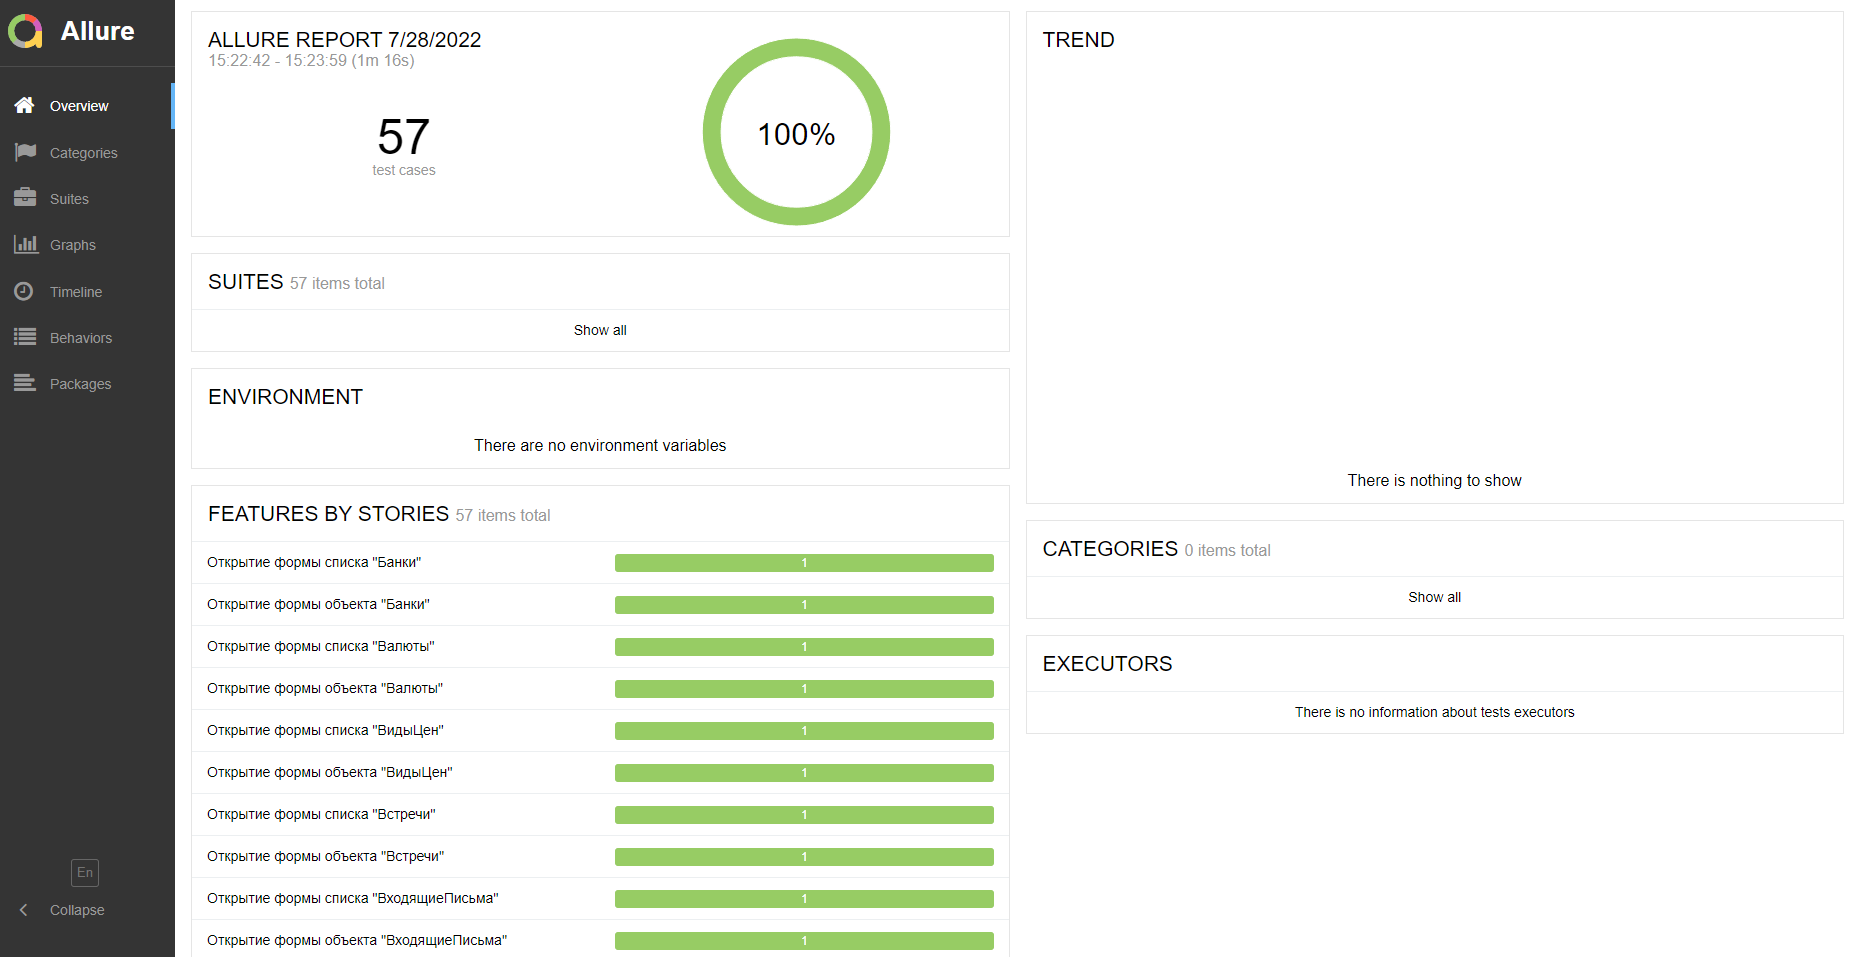 Allure
Overview
Categories
Suites
Graphs
Timeline
Behaviors
Packages
En
Collapse
ALLURE REPORT 7/28/2022
15:22:42 - 15:23:59 (1m 16s)
57
test cases
100%
SUITES 57 items total
Show all
ENVIRONMENT
There are no environment variables
FEATURES BY STORIES 57 items total
Открытие формы списка "Банки" 1
Открытие формы объекта "Банки" 1
Открытие формы списка "Валюты" 1
Открытие формы объекта "Валюты" 1
Открытие формы списка "ВидыЦен" 1
Открытие формы объекта "ВидыЦен" 1
Открытие формы списка "Встречи" 1
Открытие формы объекта "Встречи" 1
Открытие формы списка "ВходящиеПисьма" 1
Открытие формы объекта "ВходящиеПисьма" 1
TREND
There is nothing to show
CATEGORIES 0 items total
Show all
EXECUTORS
There is no information about tests executors